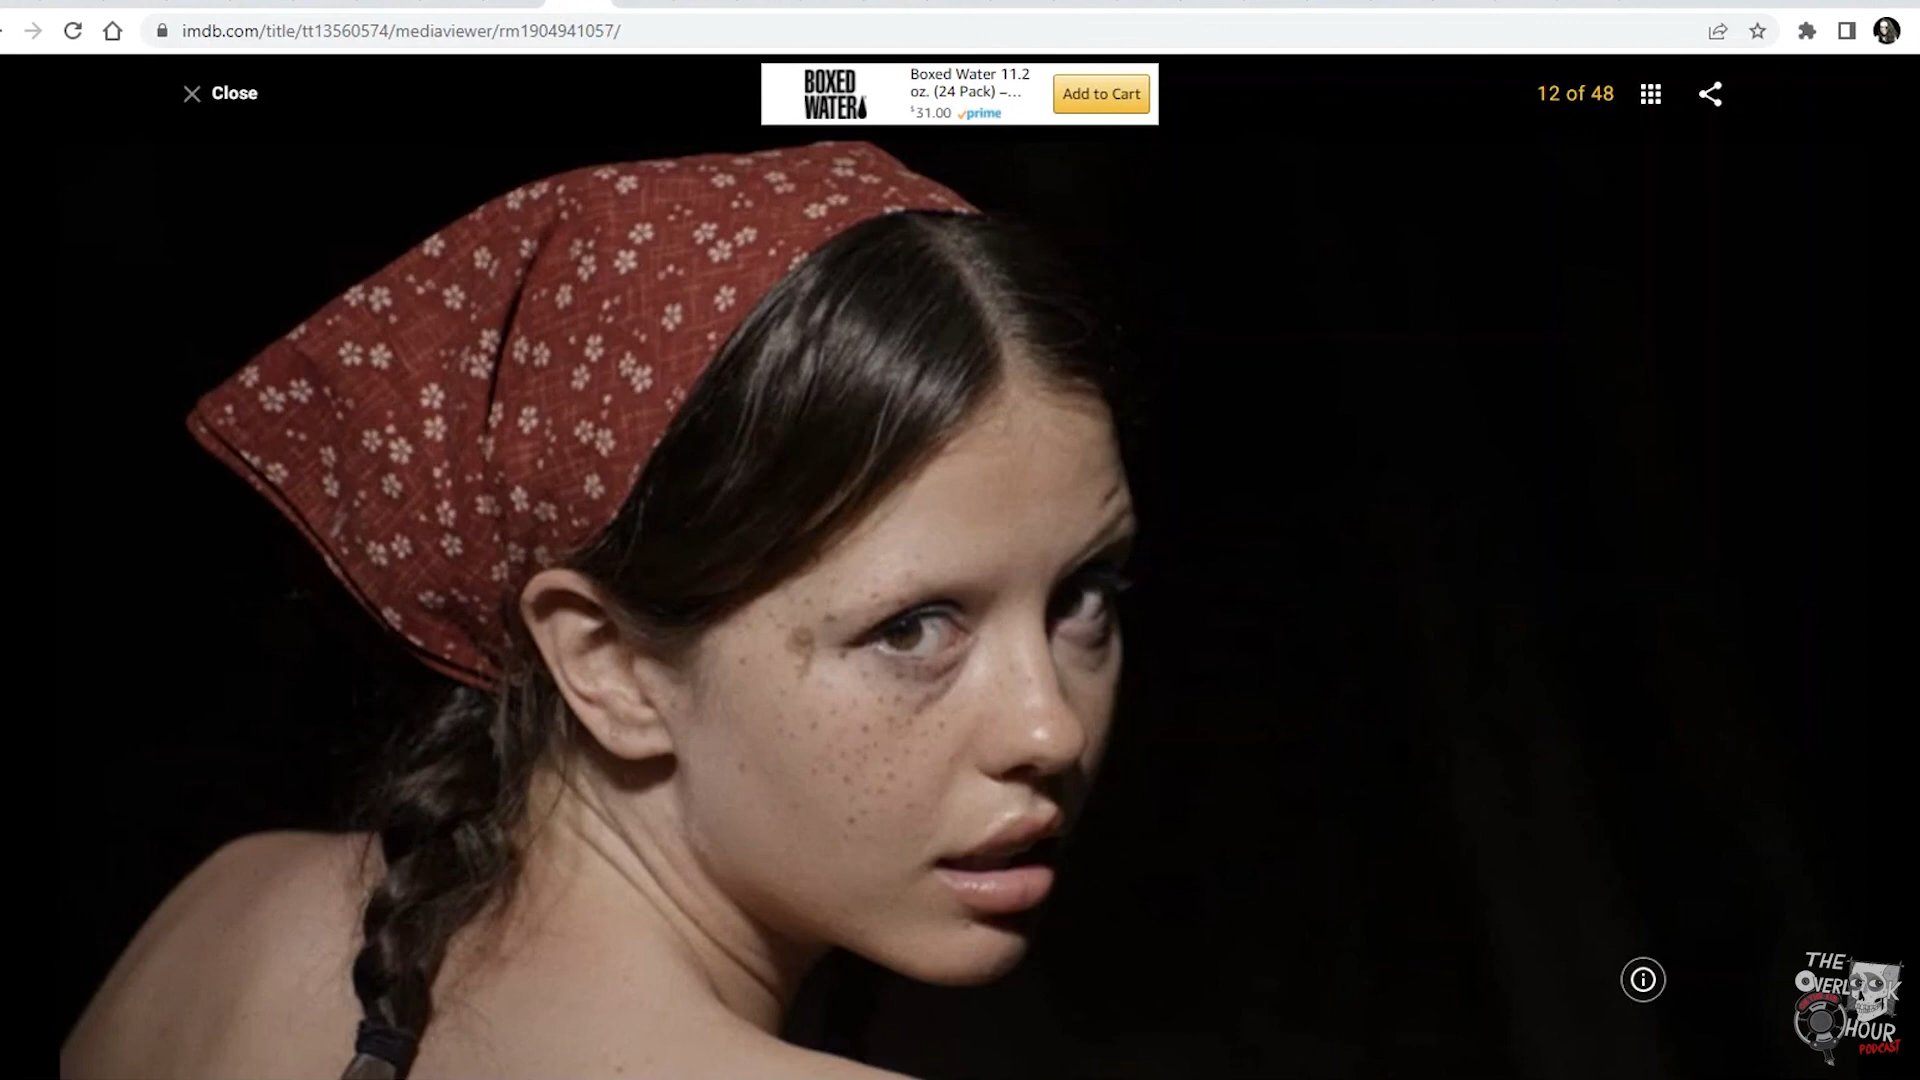 imdb.com/title/tt13560574/mediaviewer/rm1904941057/
Close
BOXED
WATER
Boxed Water 11.2
oz. (24 Pack) –...
$31.00 prime
Add to Cart
12 of 48
THE
OVERLOOK
HOUR
PODCAST